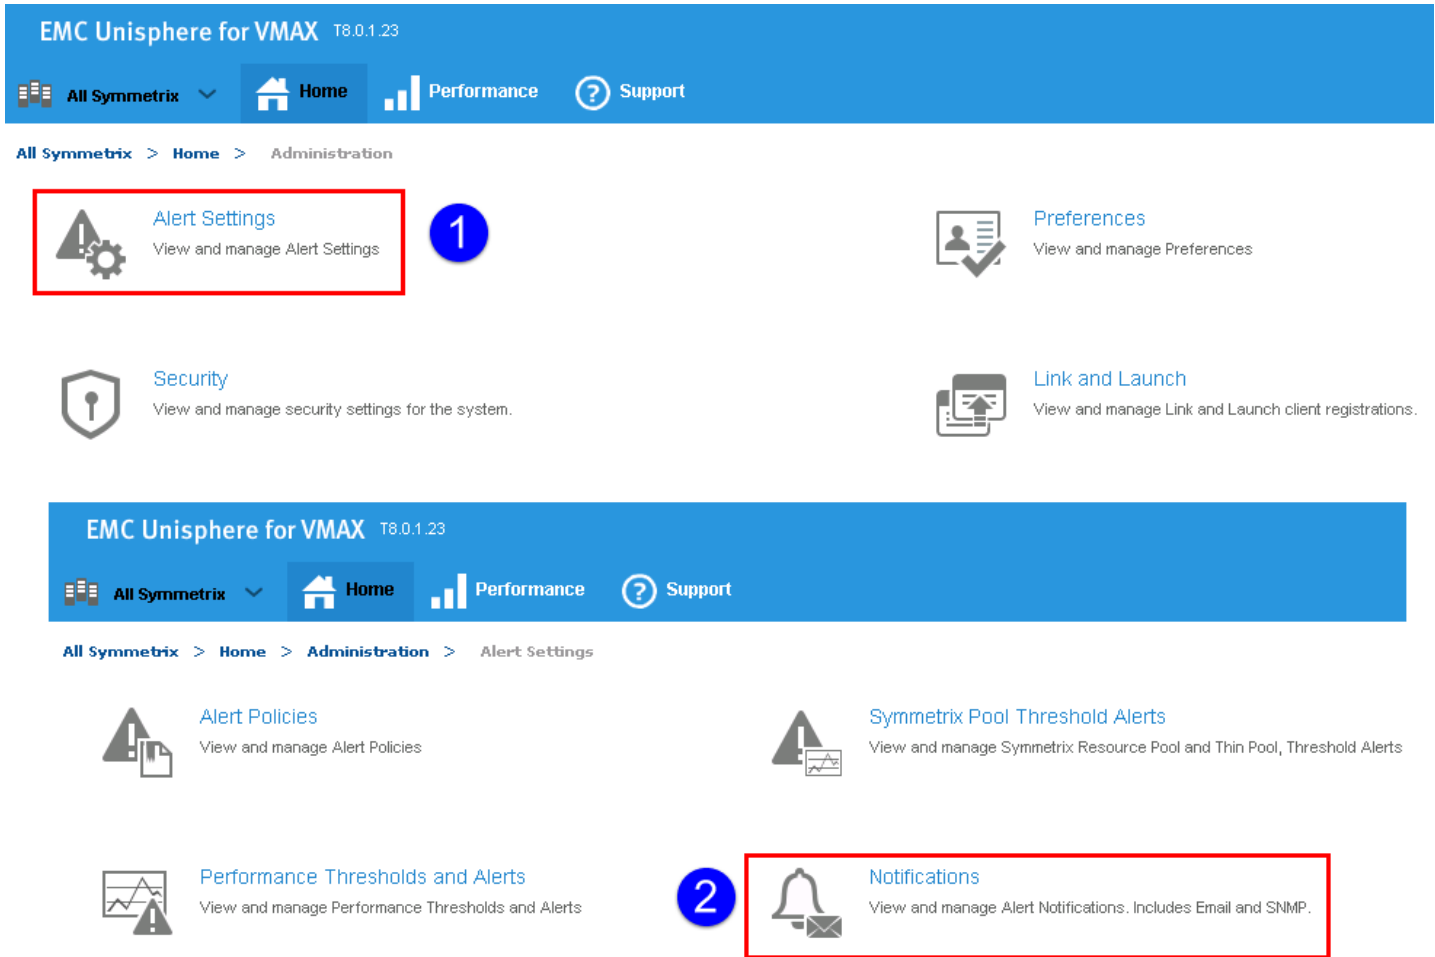 EMC Unisphere for VMAX T8.0.1.23
All Symmetrix Home Performance Support
All Symmetrix > Home > Administration
Alert Settings
View and manage Alert Settings
1
Preferences
View and manage Preferences
Security
View and manage security settings for the system.
Link and Launch
View and manage Link and Launch client registrations.
EMC Unisphere for VMAX T8.0.1.23
All Symmetrix Home Performance Support
All Symmetrix > Home > Administration > Alert Settings
Alert Policies
View and manage Alert Policies
Symmetrix Pool Threshold Alerts
View and manage Symmetrix Resource Pool and Thin Pool, Threshold Alerts
Performance Thresholds and Alerts
View and manage Performance Thresholds and Alerts
2
Notifications
View and manage Alert Notifications. Includes Email and SNMP.